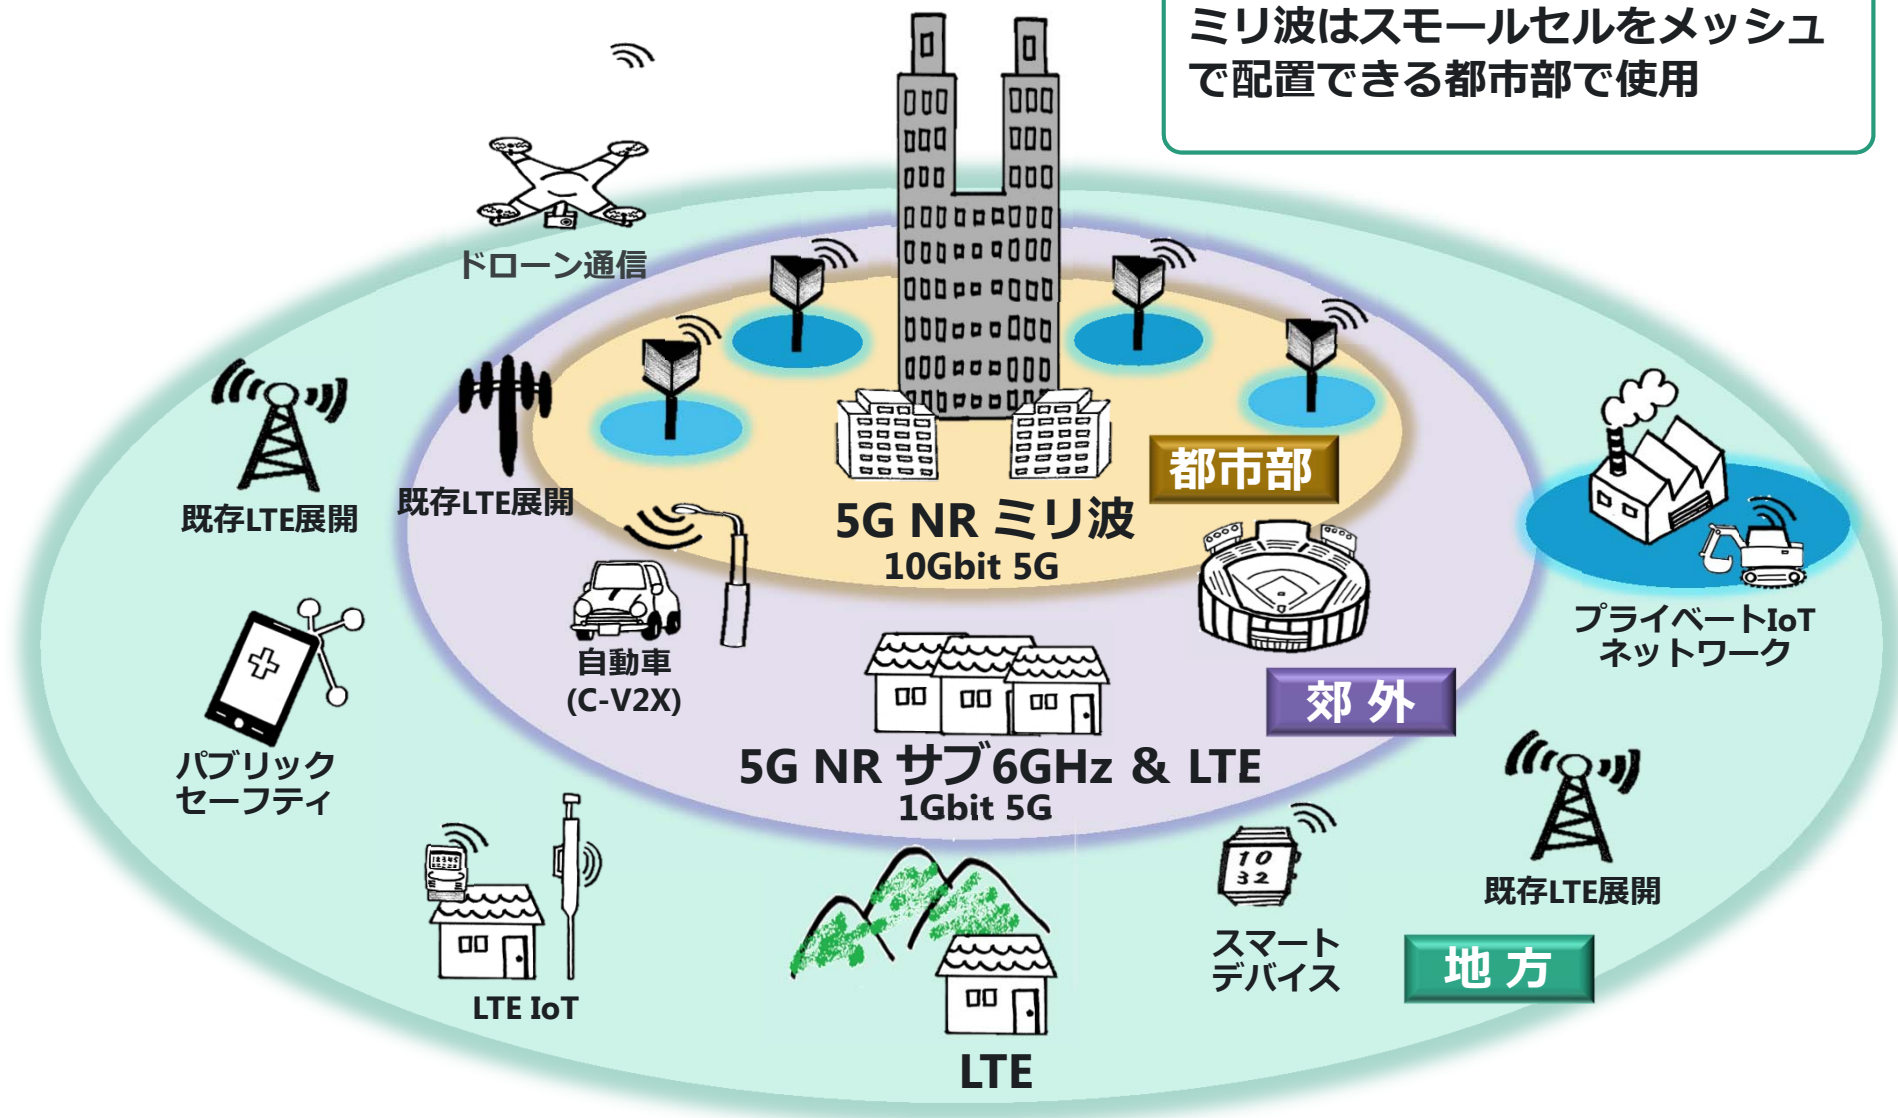 ミリ波はスモールセルをメッシュ
で配置できる都市部で使用
ドローン通信
既存LTE展開
既存LTE展開
都市部
5G NR ミリ波
10Gbit 5G
自動車
(C-V2X)
プライベートIoT
ネットワーク
郊 外
5G NR サブ6GHz & LTE
1Gbit 5G
パブリック
セーフティ
12345
10
32
既存LTE展開
スマート
デバイス
地 方
LTE IoT
LTE